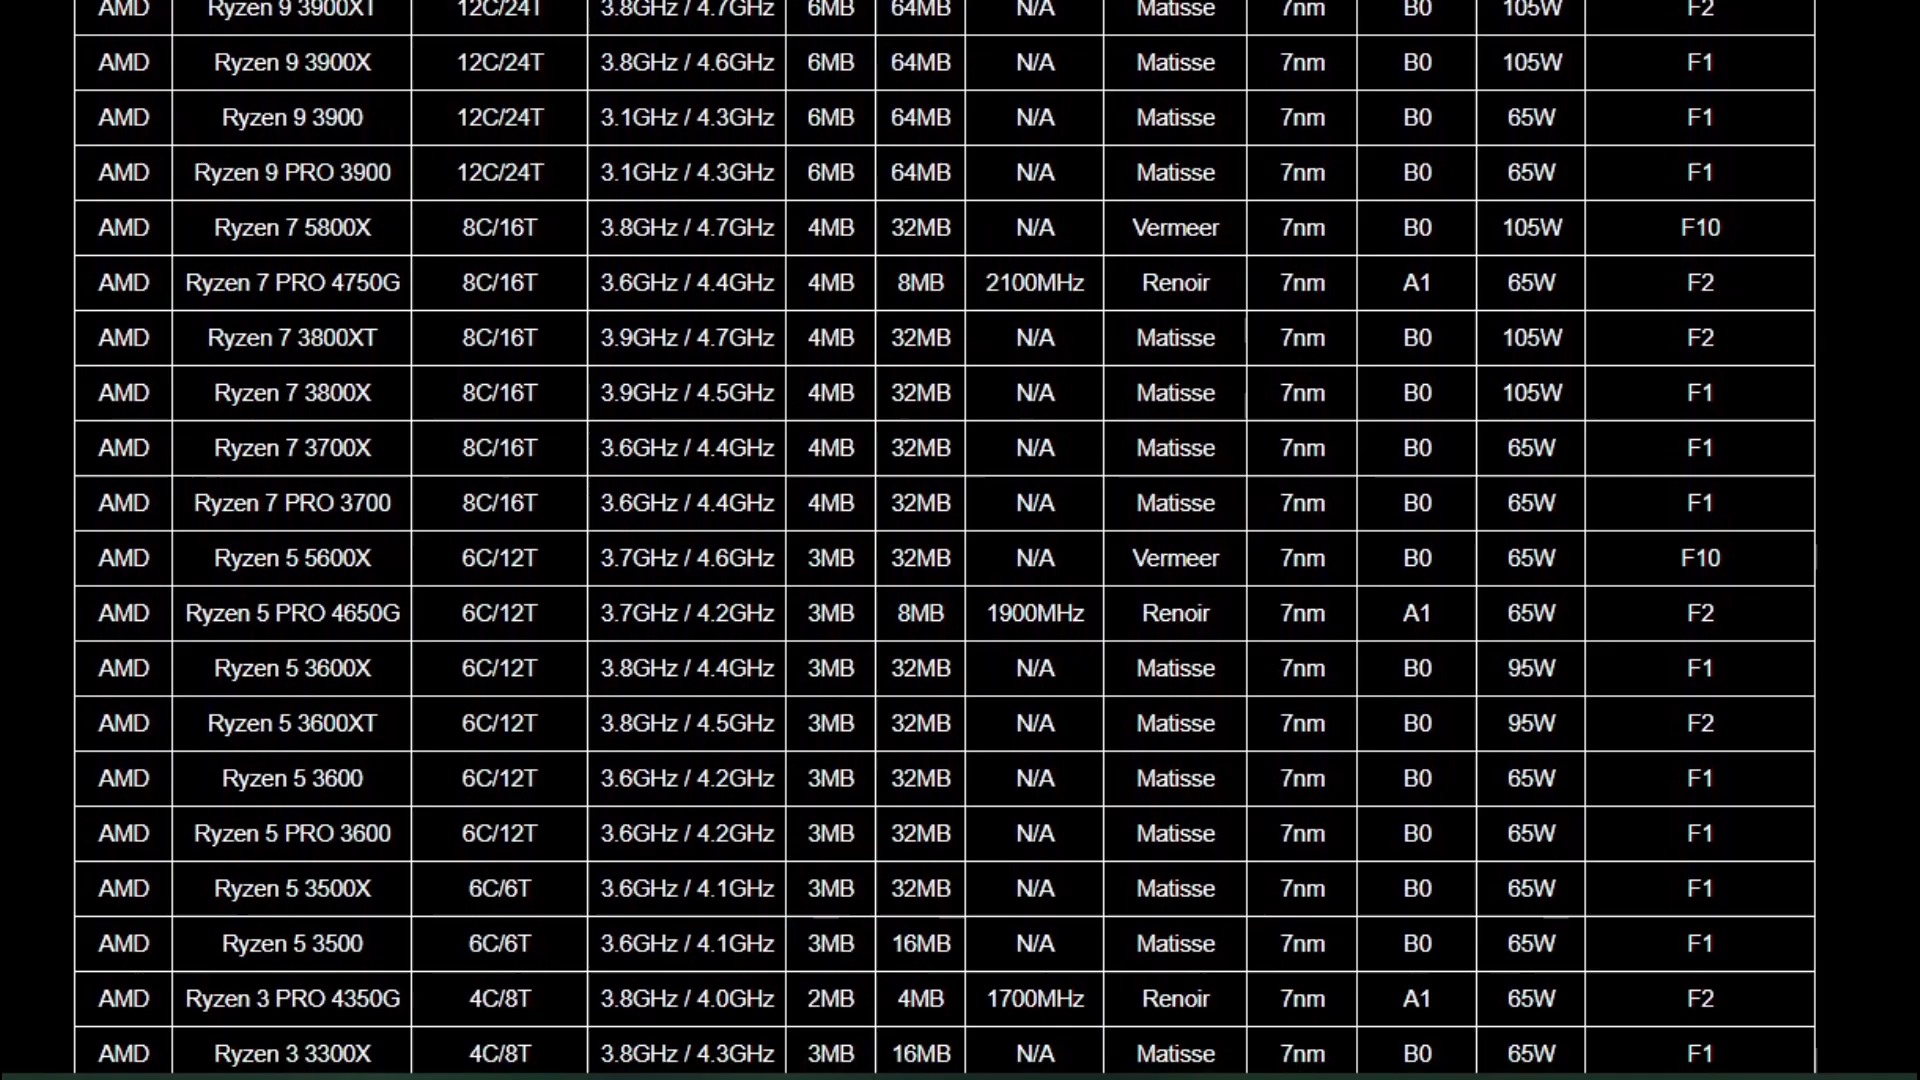 AMD Ryzen 9 3900XT 12C/24T 3.8GHz / 4.7GHz 6MB 64MB N/A Matisse 7nm B0 105W F2
AMD Ryzen 9 3900X 12C/24T 3.8GHz / 4.6GHz 6MB 64MB N/A Matisse 7nm B0 105W F1
AMD Ryzen 9 3900 12C/24T 3.1GHz / 4.3GHz 6MB 64MB N/A Matisse 7nm B0 65W F1
AMD Ryzen 9 PRO 3900 12C/24T 3.1GHz / 4.3GHz 6MB 64MB N/A Matisse 7nm B0 65W F1
AMD Ryzen 7 5800X 8C/16T 3.8GHz / 4.7GHz 4MB 32MB N/A Vermeer 7nm B0 105W F10
AMD Ryzen 7 PRO 4750G 8C/16T 3.6GHz / 4.4GHz 4MB 8MB 2100MHz Renoir 7nm A1 65W F2
AMD Ryzen 7 3800XT 8C/16T 3.9GHz / 4.7GHz 4MB 32MB N/A Matisse 7nm B0 105W F2
AMD Ryzen 7 3800X 8C/16T 3.9GHz / 4.5GHz 4MB 32MB N/A Matisse 7nm B0 105W F1
AMD Ryzen 7 3700X 8C/16T 3.6GHz / 4.4GHz 4MB 32MB N/A Matisse 7nm B0 65W F1
AMD Ryzen 7 PRO 3700 8C/16T 3.6GHz / 4.4GHz 4MB 32MB N/A Matisse 7nm B0 65W F1
AMD Ryzen 5 5600X 6C/12T 3.7GHz / 4.6GHz 3MB 32MB N/A Vermeer 7nm B0 65W F10
AMD Ryzen 5 PRO 4650G 6C/12T 3.7GHz / 4.2GHz 3MB 8MB 1900MHz Renoir 7nm A1 65W F2
AMD Ryzen 5 3600X 6C/12T 3.8GHz / 4.4GHz 3MB 32MB N/A Matisse 7nm B0 95W F1
AMD Ryzen 5 3600XT 6C/12T 3.8GHz / 4.5GHz 3MB 32MB N/A Matisse 7nm B0 95W F2
AMD Ryzen 5 3600 6C/12T 3.6GHz / 4.2GHz 3MB 32MB N/A Matisse 7nm B0 65W F1
AMD Ryzen 5 PRO 3600 6C/12T 3.6GHz / 4.2GHz 3MB 32MB N/A Matisse 7nm B0 65W F1
AMD Ryzen 5 3500X 6C/6T 3.6GHz / 4.1GHz 3MB 32MB N/A Matisse 7nm B0 65W F1
AMD Ryzen 5 3500 6C/6T 3.6GHz / 4.1GHz 3MB 16MB N/A Matisse 7nm B0 65W F1
AMD Ryzen 3 PRO 4350G 4C/8T 3.8GHz / 4.0GHz 2MB 4MB 1700MHz Renoir 7nm A1 65W F2
AMD Ryzen 3 3300X 4C/8T 3.8GHz / 4.3GHz 3MB 16MB N/A Matisse 7nm B0 65W F1